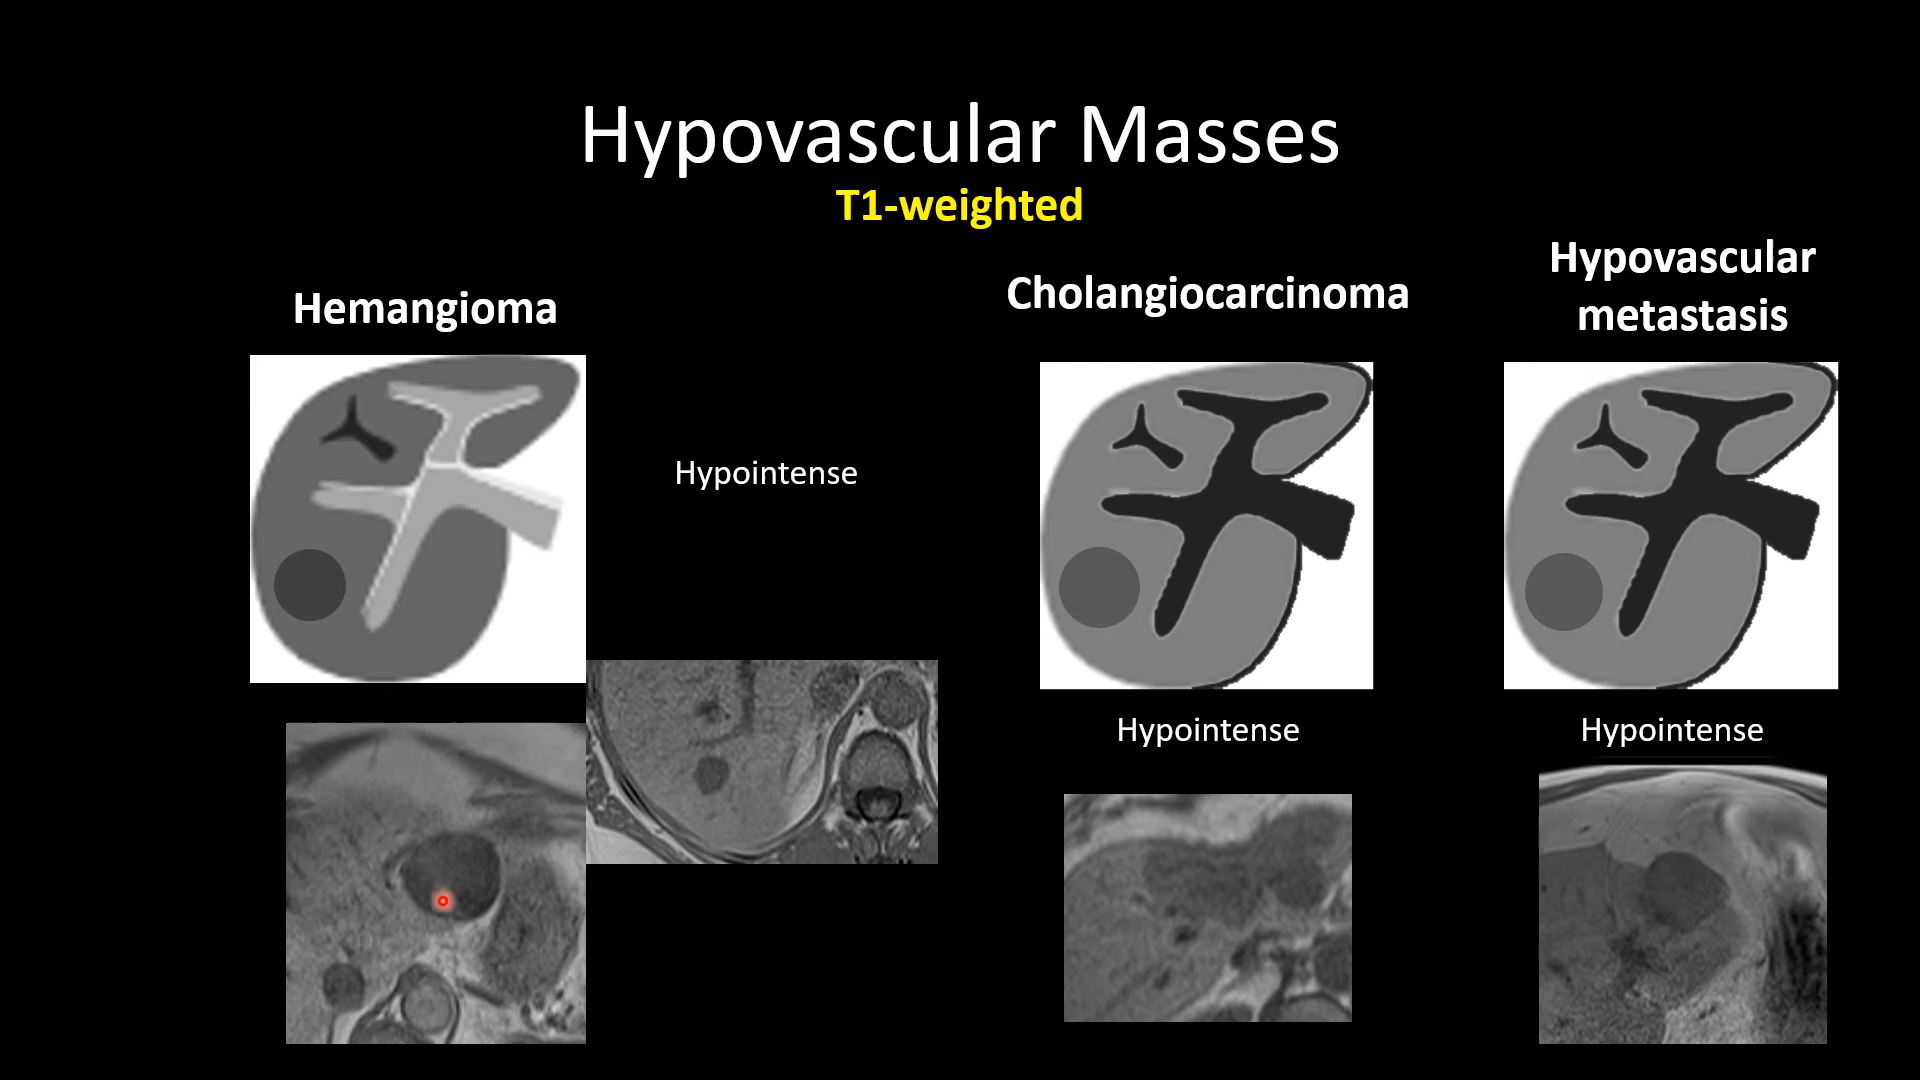 Hypovascular Masses
T1-weighted
Hemangioma
Hypointense
Cholangiocarcinoma
Hypointense
Hypovascular
metastasis
Hypointense